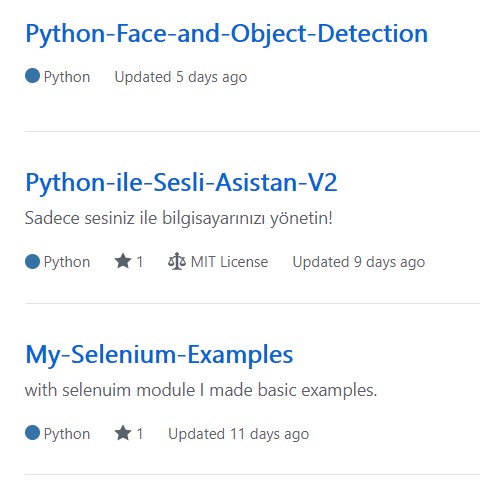 Python-Face-and-Object-Detection
Python Updated 5 days ago
Python-ile-Sesli-Asistan-V2
Sadece sesiniz ile bilgisayarınızı yönetin!
Python 1 MIT License Updated 9 days ago
My-Selenium-Examples
with selenuim module I made basic examples.
Python 1 Updated 11 days ago